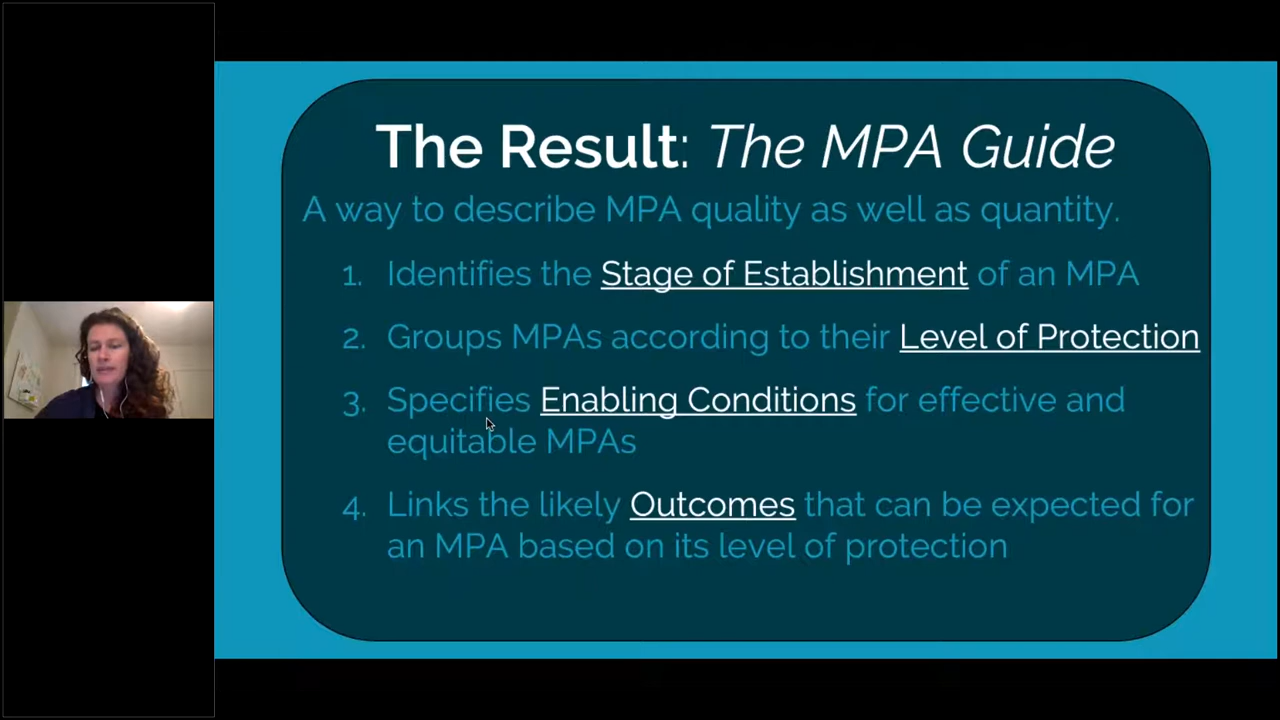 The Result: The MPA Guide
A way to describe MPA quality as well as quantity.
1. Identifies the Stage of Establishment of an MPA
2. Groups MPAs according to their Level of Protection
3. Specifies Enabling Conditions for effective and
equitable MPAs
4. Links the likely Outcomes that can be expected for
an MPA based on its level of protection